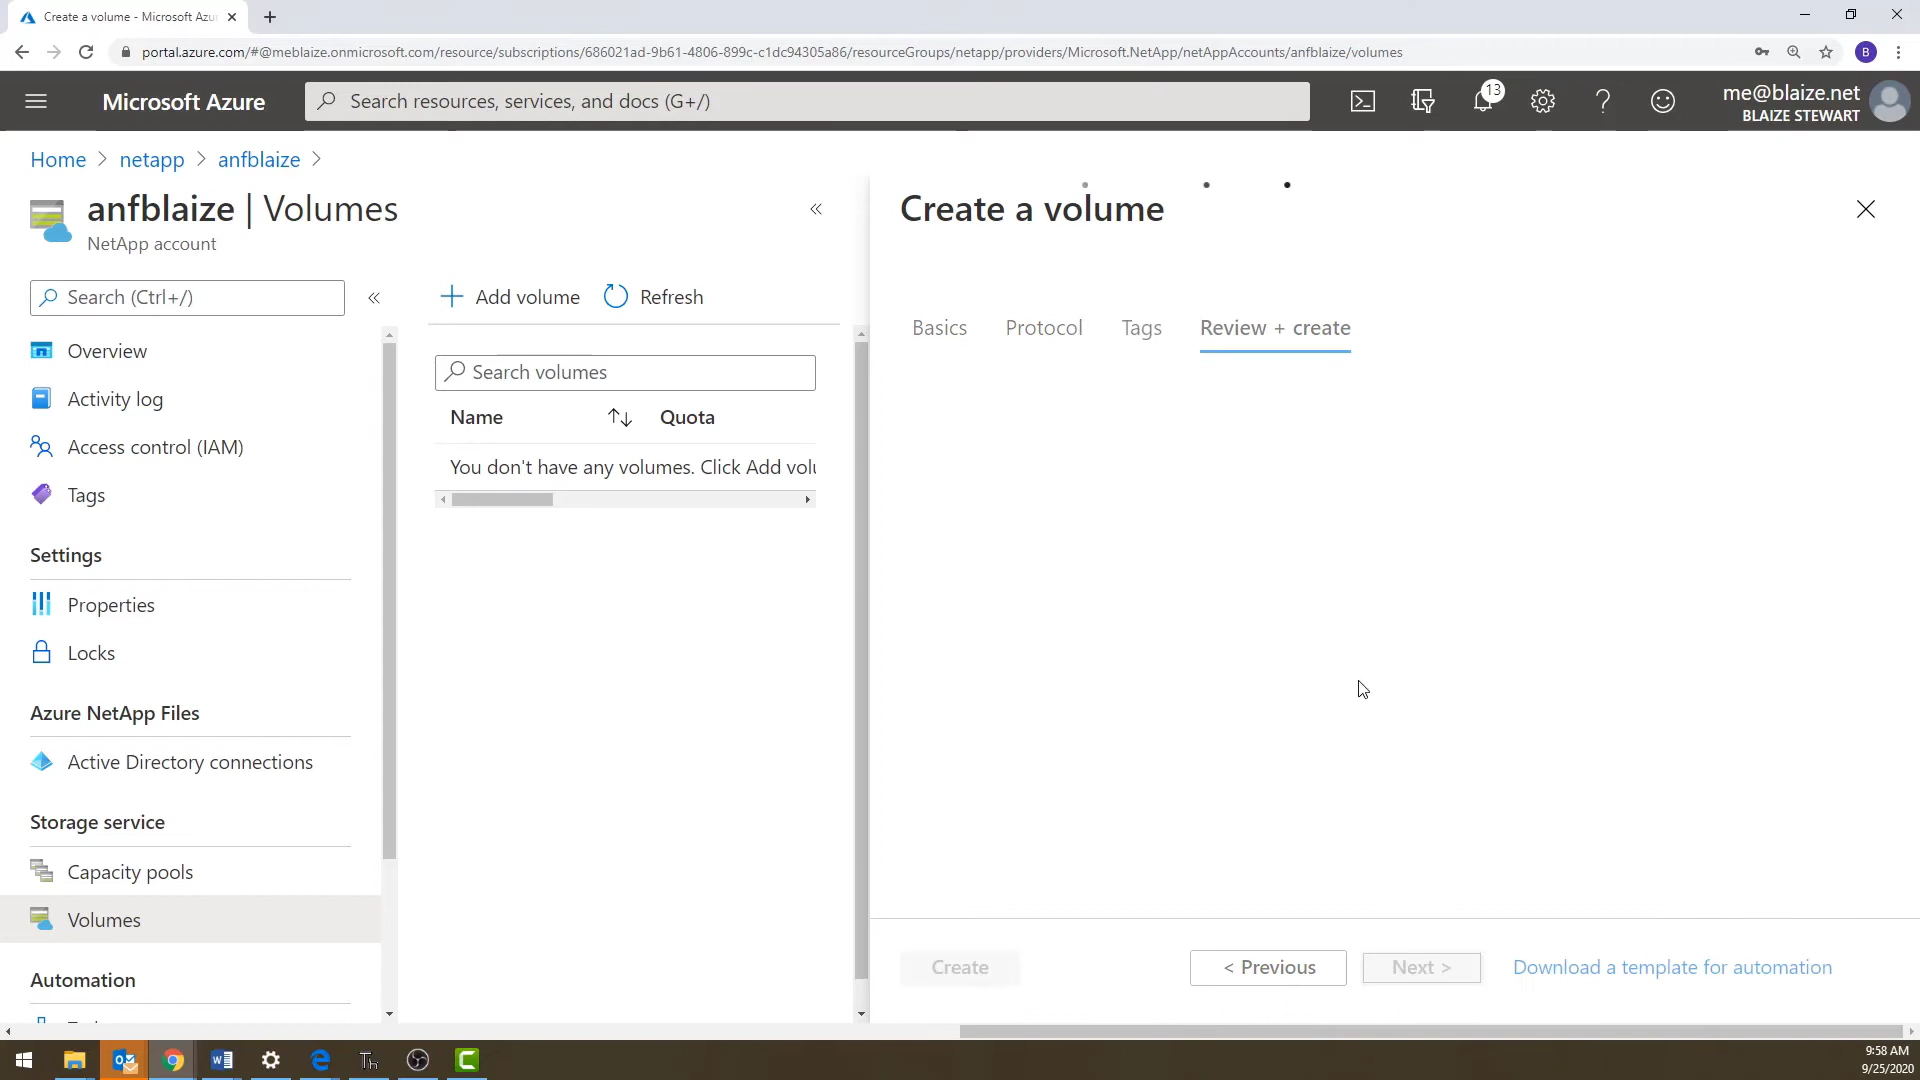 Create a volume - Microsoft Azu
portal.azure.com/#@meblaize.onmicrosoft.com/resource/subscriptions/686021ad-9b61-4806-899c-c1dc94305a86/resourceGroups/netapp/providers/Microsoft.NetApp/netAppAccounts/anfblaize/volumes
B
Microsoft Azure
Search resources, services, and docs (G+/)
13
me@blaize.net
BLAIZE STEWART
Home > netapp > anfblaize >
anfblaize | Volumes
NetApp account
Search (Ctrl+/)
Overview
Activity log
Access control (IAM)
Tags
Settings
Properties
Locks
Azure NetApp Files
Active Directory connections
Storage service
Capacity pools
Volumes
Automation
Add volume
Refresh
Search volumes
Name
Quota
You don't have any volumes. Click Add volu
Create a volume
Basics
Protocol
Tags
Review + create
Create
< Previous
Next >
Download a template for automation
9:58 AM
9/25/2020